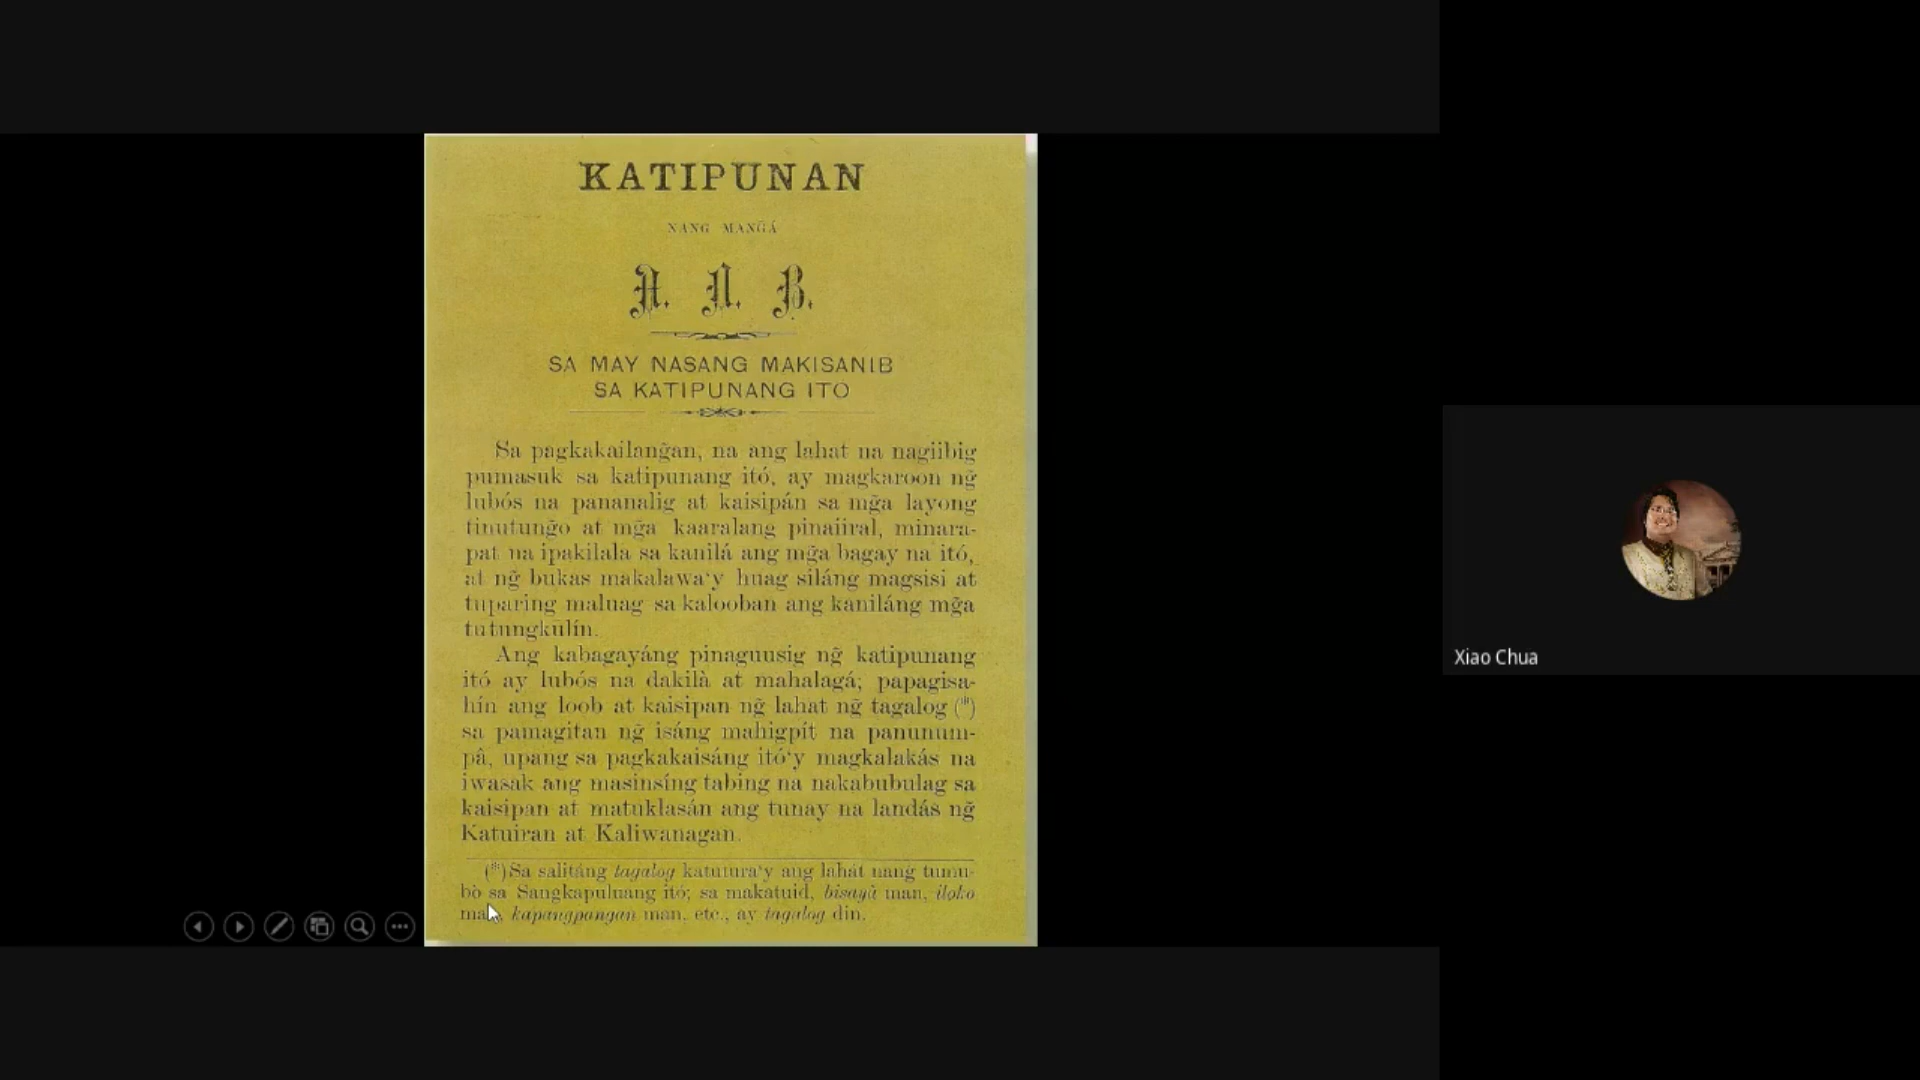 KATIPUNAN
NANG MANG̃Á
A. N. B.
SA MAY NASANG MAKISANIB
SA KATIPUNANG ITO
Sa pagkakailang̃an, na ang lahat na nagiibig
pumasuk sa katipunang itó, ay magkaroon ng̃
lubós na pananalig at kaisipán sa mg̃a layong
tinutung̃o at mg̃a kaaralang pinaiiral, minara-
pat na ipakilala sa kanilá ang mg̃a bagay na itó,
at ng̃ bukas makalawa‘y huag siláng magsisi at
tuparing maluag sa kalooban ang kaniláng mg̃a
tutungkulín.
Ang kabagayáng pinaguusig ng̃ katipunang
itó ay lubós na dakilà at mahalagá; papagisa-
hín ang loob at kaisipan ng̃ lahat ng̃ tagalog (*)
sa pamagitan ng̃ isáng mahigpít na panunum-
pâ, upang sa pagkakaisáng itó‘y magkalakás na
iwasak ang masinsíng tabing na nakabubulag sa
kaisipan at matuklasán ang tunay na landás ng̃
Katuiran at Kaliwanagan.
(*) Sa salitáng tagalog katutura‘y ang lahát nang tumu-
bò sa Sangkapuluang itó; sa makatuid, bisayà man, iloko
kapangpangan man, etc., ay tagalog din.
Xiao Chua